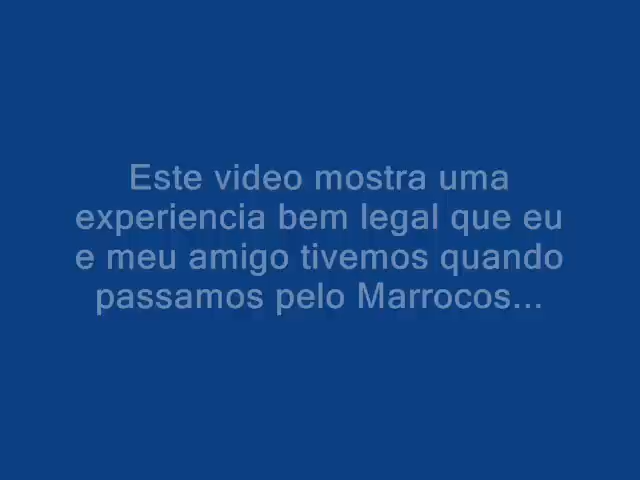 Este video mostra uma
experiencia bem legal que eu
e meu amigo tivemos quando
passamos pelo Marrocos...